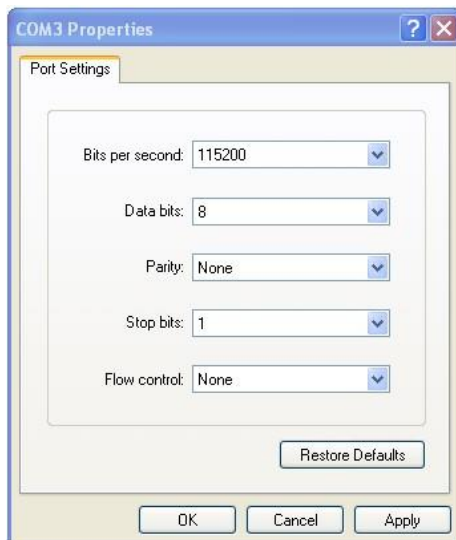 COM3 Properties
Port Settings
Bits per second: 115200
Data bits: 8
Parity: None
Stop bits: 1
Flow control: None
Restore Defaults
OK Cancel Apply